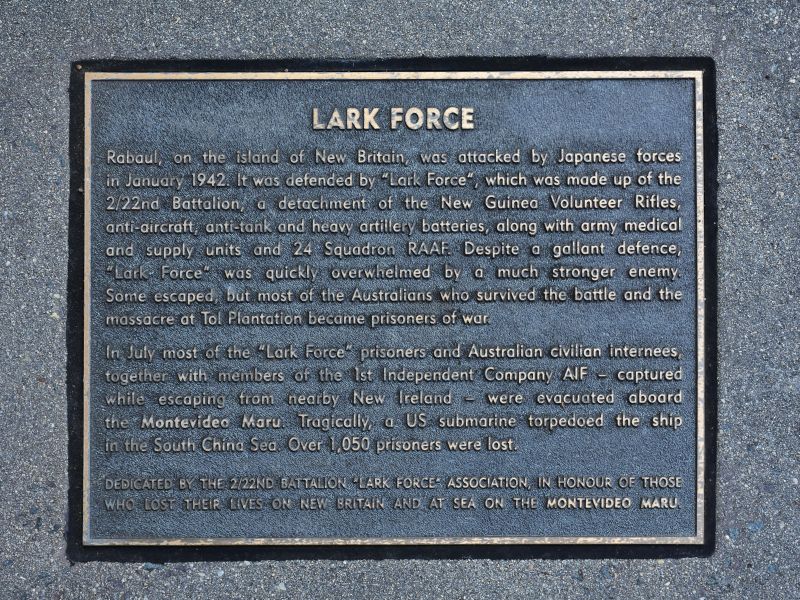 LARK FORCE
Rabaul, on the island of New Britain, was attacked by Japanese forces
in January 1942. It was defended by "Lark Force", which was made up of the
2/22nd Battalion, a detachment of the New Guinea Volunteer Rifles,
anti-aircraft, anti-tank and heavy artillery batteries, along with army medical
and supply units and 24 Squadron RAAF. Despite a gallant defence,
"Lark Force" was quickly overwhelmed by a much stronger enemy.
Some escaped, but most of the Australians who survived the battle and the
massacre at Tol Plantation became prisoners of war.
In July most of the "Lark Force" prisoners and Australian civilian internees,
together with members of the 1st Independent Company AIF – captured
while escaping from nearby New Ireland – were evacuated aboard
the Montevideo Maru. Tragically, a US submarine torpedoed the ship
in the South China Sea. Over 1,050 prisoners were lost.
DEDICATED BY THE 2/22ND BATTALION "LARK FORCE" ASSOCIATION, IN HONOUR OF THOSE
WHO LOST THEIR LIVES ON NEW BRITAIN AND AT SEA ON THE MONTEVIDEO MARU.